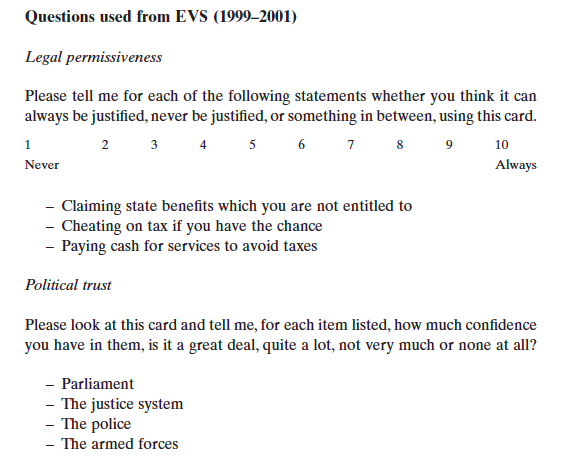 Questions used from EVS (1999–2001)
Legal permissiveness
Please tell me for each of the following statements whether you think it can
always be justified, never be justified, or something in between, using this card.
1 2 3 4 5 6 7 8 9 10
Never Always
– Claiming state benefits which you are not entitled to
– Cheating on tax if you have the chance
– Paying cash for services to avoid taxes
Political trust
Please look at this card and tell me, for each item listed, how much confidence
you have in them, is it a great deal, quite a lot, not very much or none at all?
– Parliament
– The justice system
– The police
– The armed forces